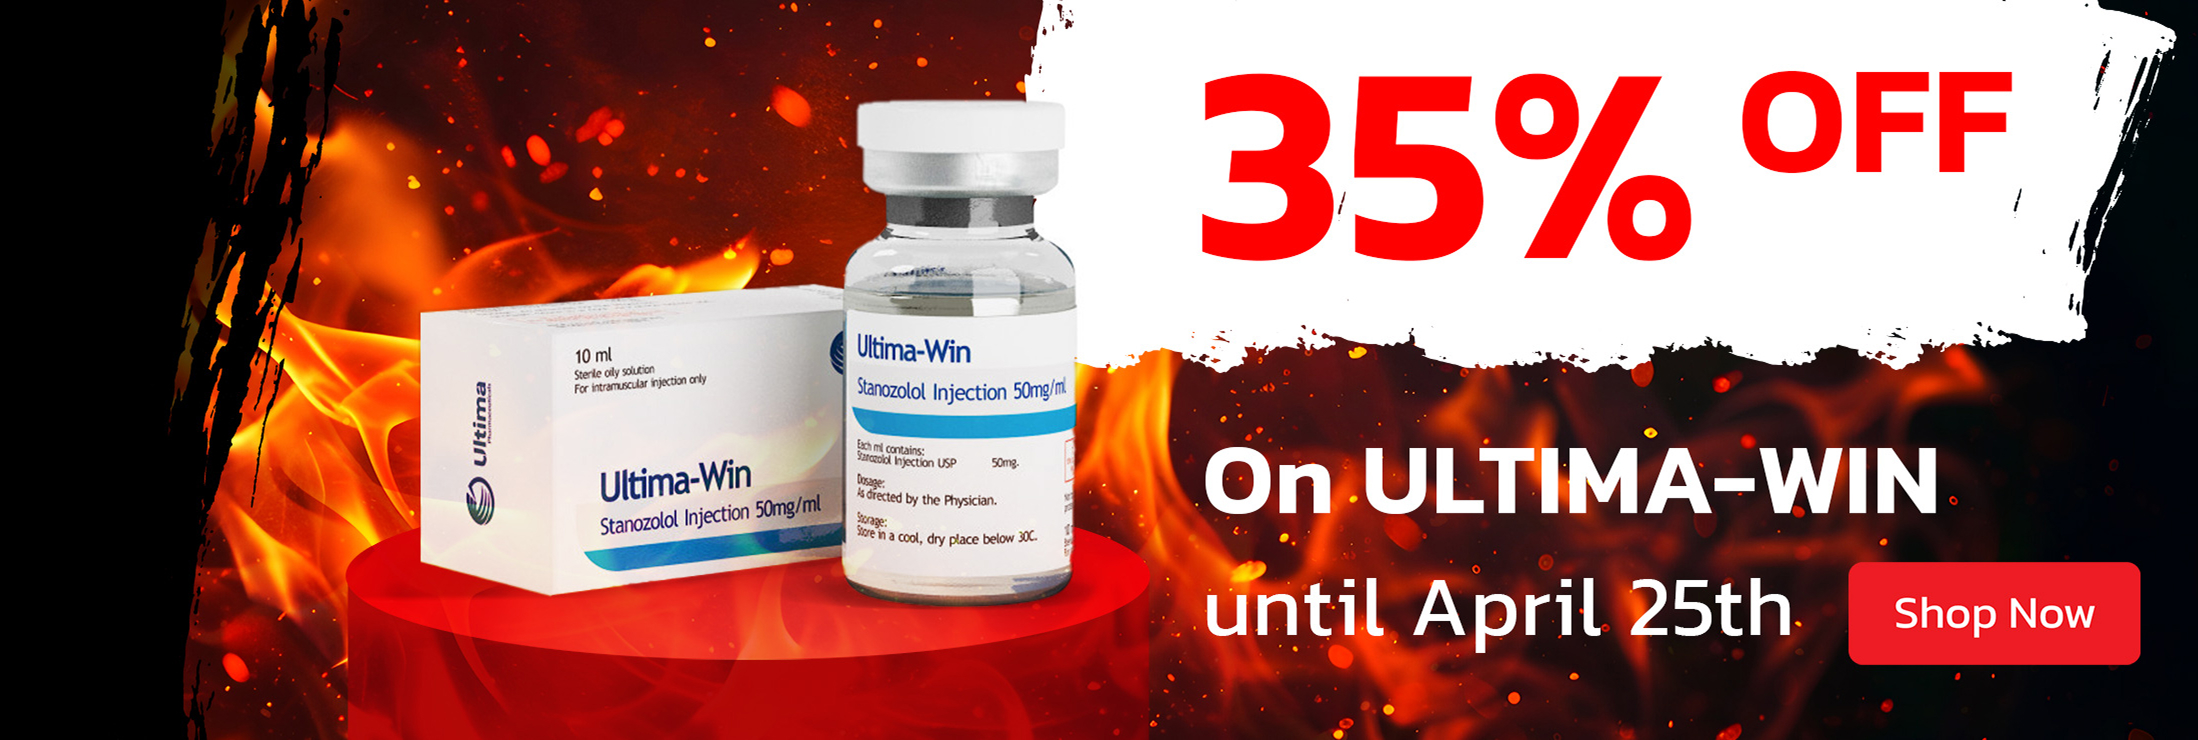 35% OFF
On ULTIMA-WIN
until April 25th
Shop Now
10 ml
Sterile oily solution
For intramuscular injection only
Ultima
Pharmaceuticals
Ultima-Win
Stanozolol Injection 50mg/ml
Ultima-Win
Stanozolol Injection 50mg/ml
Each ml contains:
Stanozolol Injection USP 50mg.
Dosage:
As directed by the Physician.
Storage:
Store in a cool, dry place below 30C.